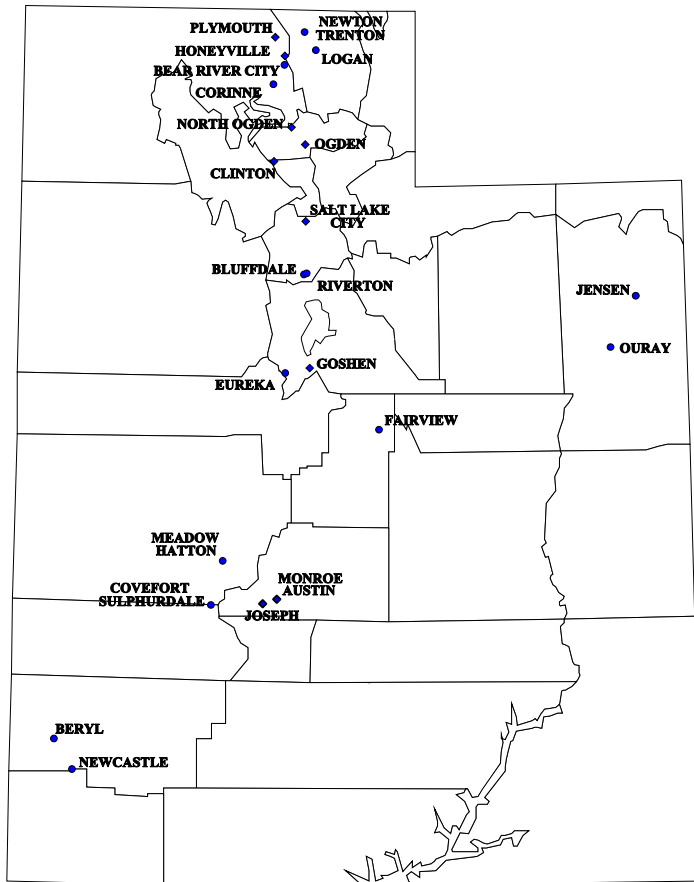 NEWTON
PLYMOUTH
TRENTON
HONEYVILLE
LOGAN
BEAR RIVER CITY
CORINNE
NORTH OGDEN
OGDEN
CLINTON
SALT LAKE
CITY
BLUFFDALE
RIVERTON
JENSEN
OURAY
GOSHEN
EUREKA
FAIRVIEW
MEADOW
HATTON
MONROE
AUSTIN
COVEFORT
SULPHURDALE
JOSEPH
BERYL
NEWCASTLE